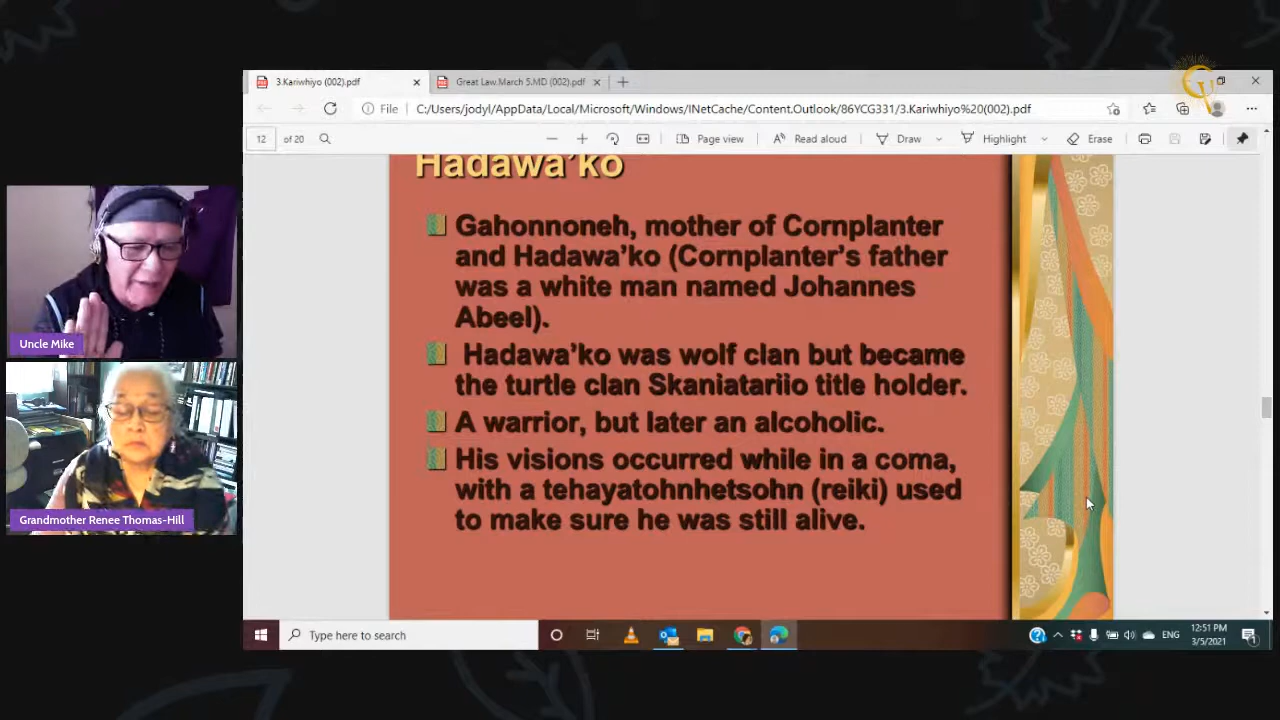 3.Kariwhiyo (002).pdf
Great Law.March 5.MD (002).pdf
File
C:/Users/jodyl/AppData/Local/Microsoft/Windows/INetCache/Content.Outlook/86YCG331/3.Kariwhiyo%20(002).pdf
12 of 20
Page view
Read aloud
Draw
Highlight
Erase
Hadawa’ko
Gahonnoneh, mother of Cornplanter
and Hadawa’ko (Cornplanter’s father
was a white man named Johannes
Abeel).
Hadawa’ko was wolf clan but became
the turtle clan Skaniatariio title holder.
A warrior, but later an alcoholic.
His visions occurred while in a coma,
with a tehayatohnhetsohn (reiki) used
to make sure he was still alive.
Uncle Mike
Grandmother Renee Thomas-Hill
Type here to search
ENG
12:51 PM
3/5/2021